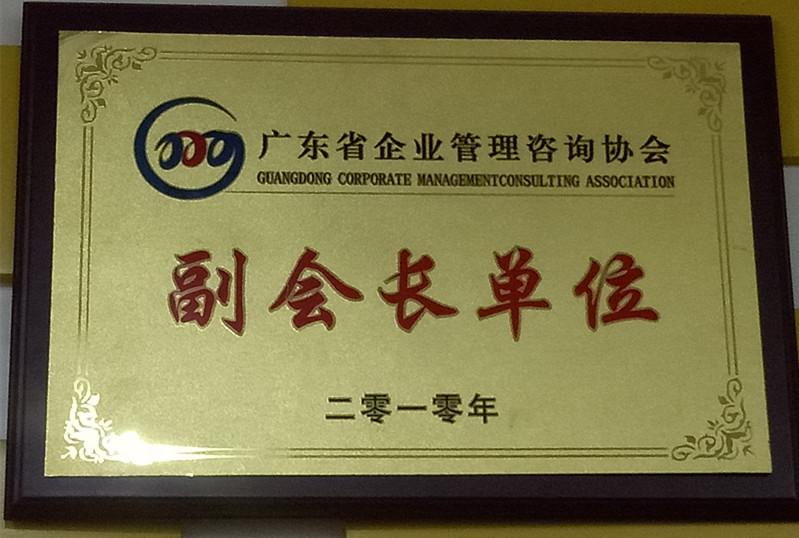 广东省企业管理咨询协会
GUANGDONG CORPORATE MANAGEMENTCONSULTING ASSOCIATION
副会长单位
二零一零年